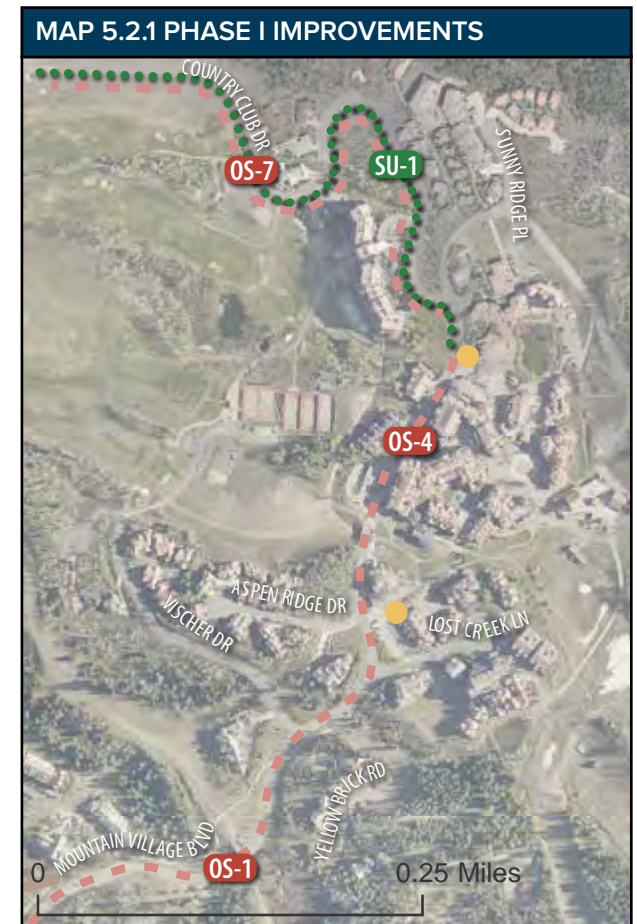 MAP 5.2.1 PHASE I IMPROVEMENTS
COUNTRY CLUB DR
OS-7
SU-1
SUNNY RIDGE PL
OS-4
ASPEN RIDGE DR
VISCHER DR
LOST CREEK LN
YELLOW BRICK RD
MOUNTAIN VILLAGE BLVD
OS-1
0
0.25 Miles